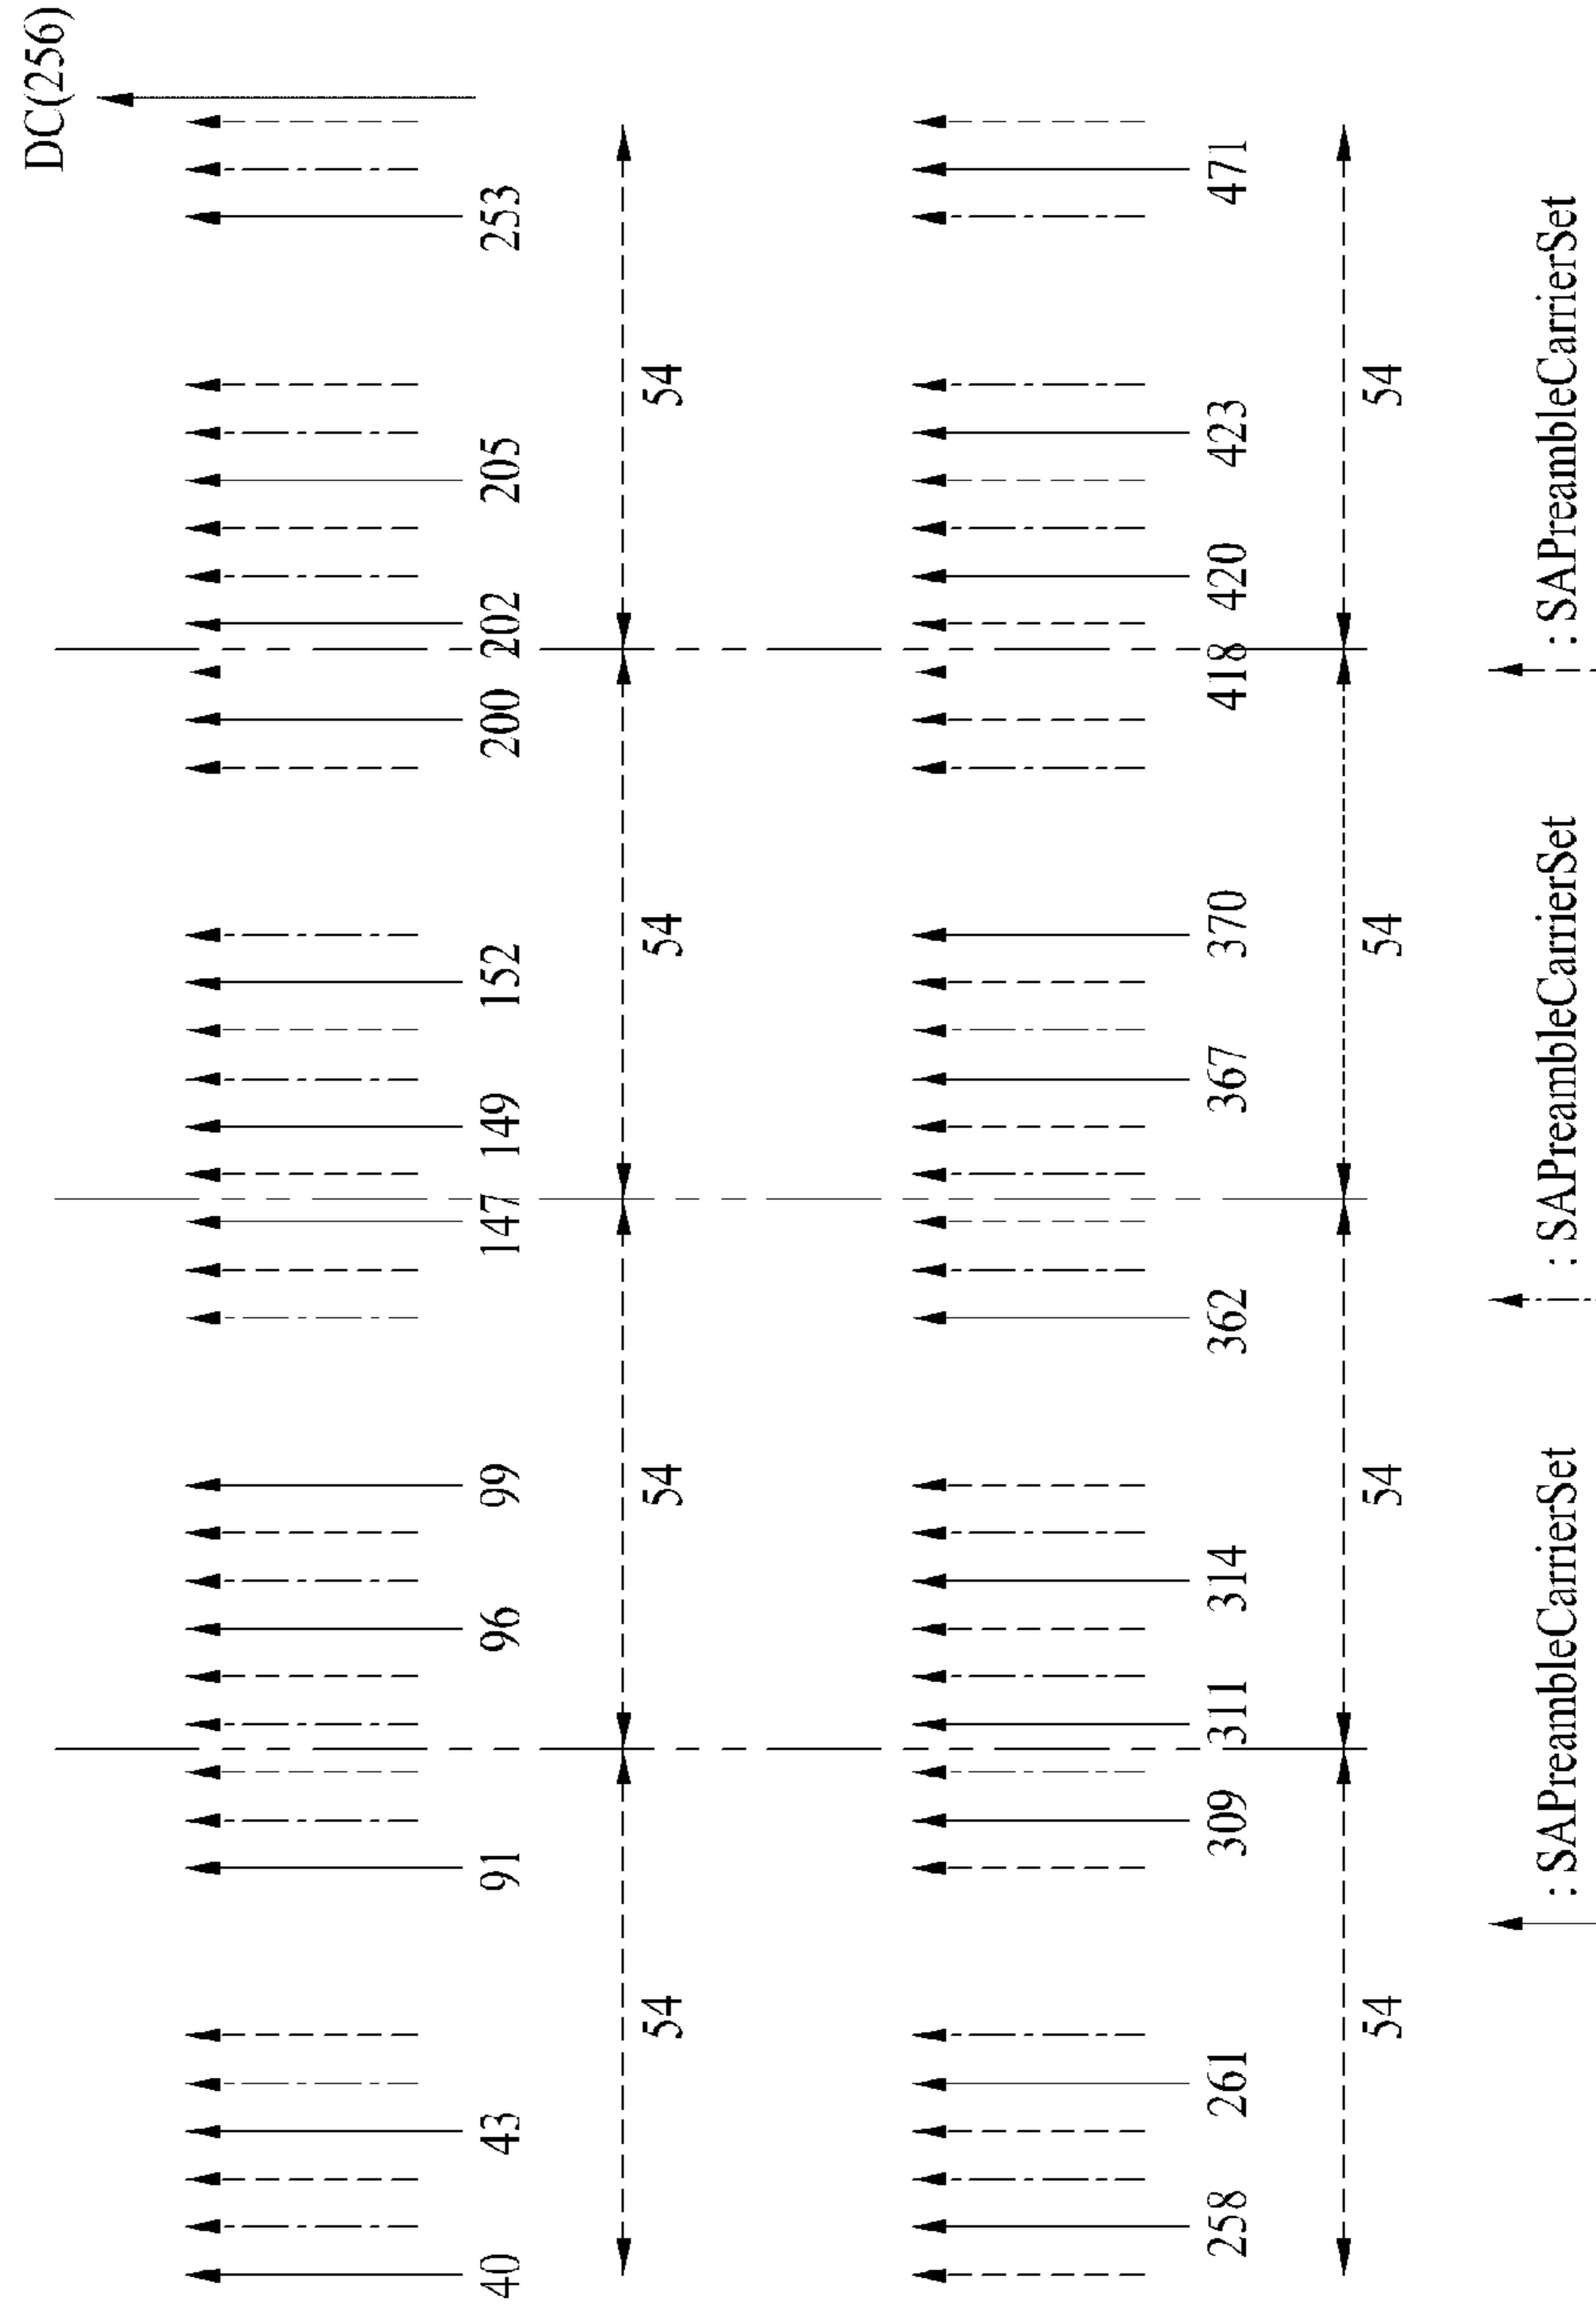 DC(256)
40 43 91 96 99 147 149 152 200 202 205 253
54 54 54 54
258 261 309 311 314 362 367 370 418 420 423 471
54 54 54 54
: SAPreambleCarrierSet : SAPreambleCarrierSet : SAPreambleCarrierSet